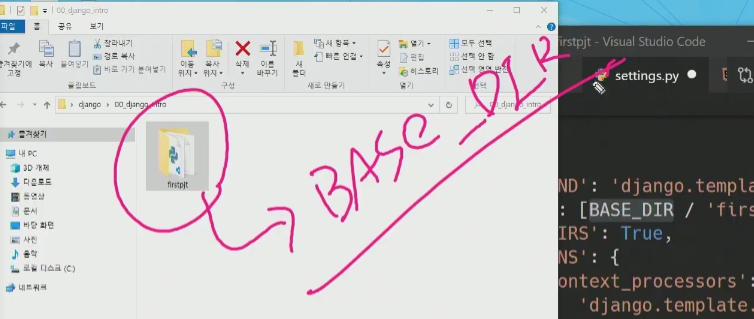 00_django_intro
파일 홈 공유 보기
즐겨찾기에 고정 복사 붙여넣기 잘라내기 경로 복사 바로 가기 붙여넣기 이동 위치 복사 위치 삭제 이름 바꾸기 새 폴더 새 항목 빠른 연결 속성 열기 편집 히스토리 모두 선택 선택 안 함 선택 영역 반전
클립보드 구성 새로 만들기 열기 선택
django > 00_django_intro
즐겨찾기
내 PC
3D 개체
다운로드
동영상
문서
바탕 화면
사진
음악
로컬 디스크 (C)
네트워크
firstpjt
BASE_DIR
firstpjt - Visual Studio Code
settings.py
ND': 'django.templa
: [BASE_DIR / 'firs
IRS': True,
NS': {
ontext_processors':
'django.template.